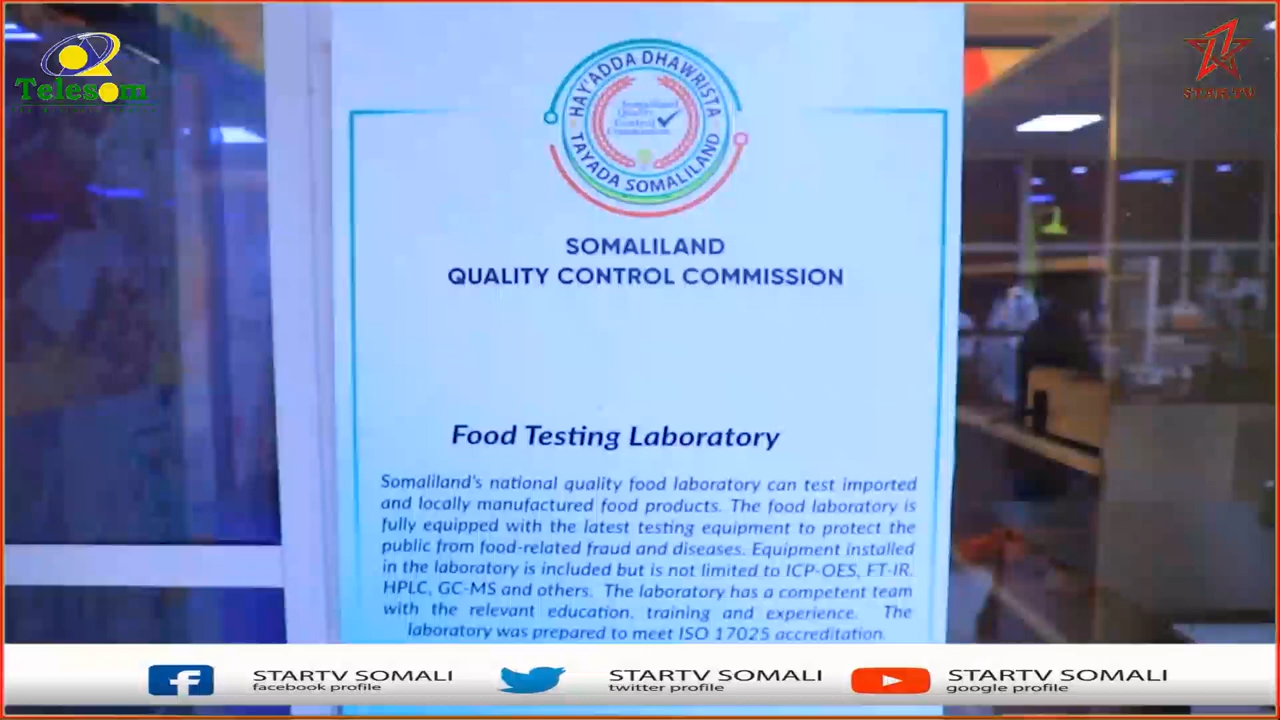 Telesom
STAR TV
HAY'ADDA DHAWRISTA
TAYADA SOMALILAND
Somaliland
Quality
Control
Commission
SOMALILAND
QUALITY CONTROL COMMISSION
Food Testing Laboratory
Somaliland's national quality food laboratory can test imported
and locally manufactured food products. The food laboratory is
fully equipped with the latest testing equipment to protect the
public from food-related fraud and diseases. Equipment installed
in the laboratory is included but is not limited to ICP-OES, FT-IR,
HPLC, GC-MS and others. The laboratory has a competent team
with the relevant education, training and experience. The
laboratory was prepared to meet ISO 17025 accreditation.
STARTV SOMALI
facebook profile
STARTV SOMALI
twitter profile
STARTV SOMALI
google profile